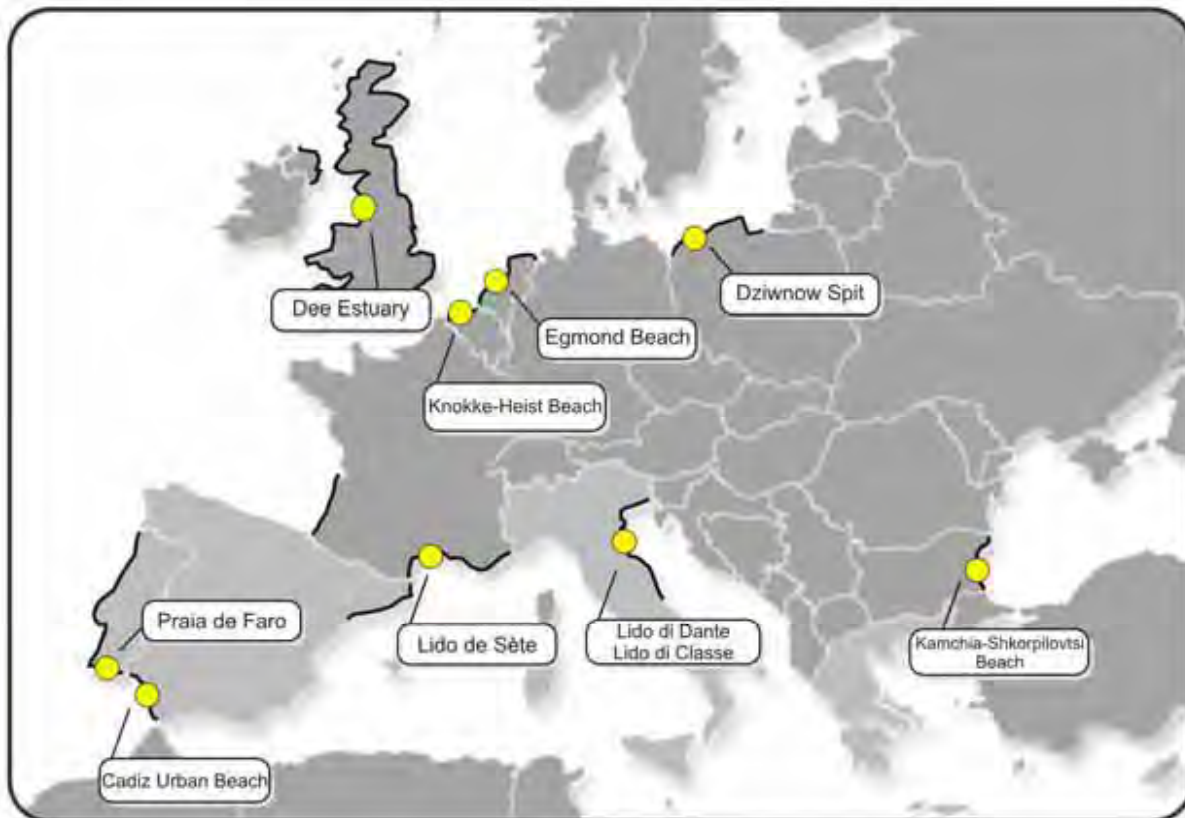 Dee Estuary
Dziwnow Spit
Egmond Beach
Knokke-Heist Beach
Praia de Faro
Lido de Sète
Lido di Dante
Lido di Classe
Kamchia-Shkorpilovtsi
Beach
Cadiz Urban Beach